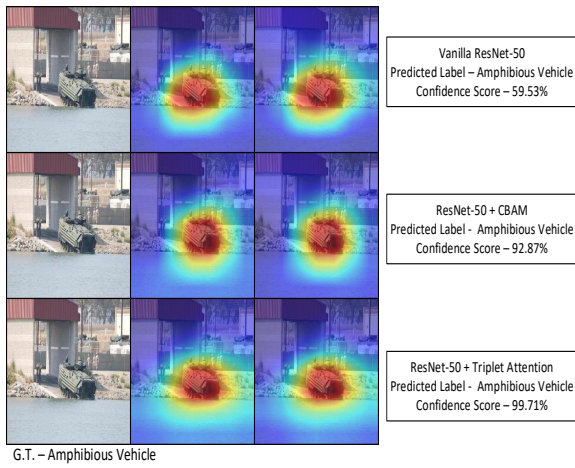 Vanilla ResNet-50
Predicted Label – Amphibious Vehicle
Confidence Score – 59.53%
ResNet-50 + CBAM
Predicted Label - Amphibious Vehicle
Confidence Score – 92.87%
ResNet-50 + Triplet Attention
Predicted Label - Amphibious Vehicle
Confidence Score – 99.71%
G.T. – Amphibious Vehicle